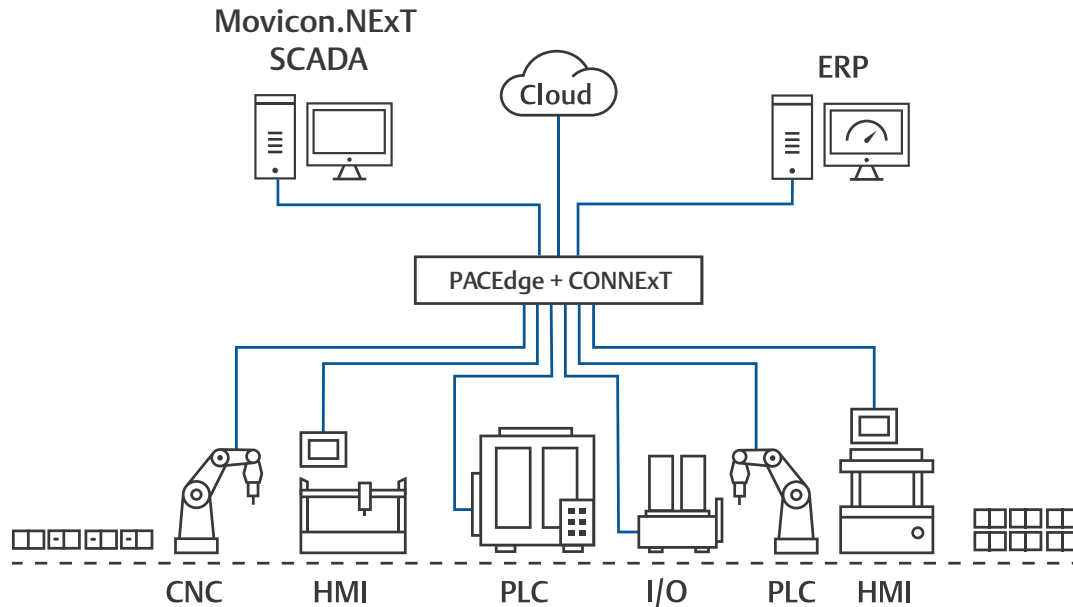 Movicon.NExT
SCADA
Cloud
ERP
PACEdge + CONNExT
CNC
HMI
PLC
I/O
PLC
HMI